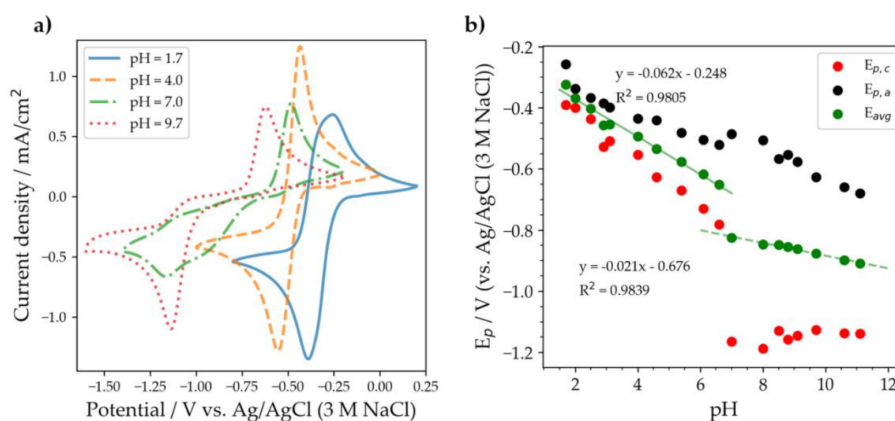 a)
pH = 1.7
pH = 4.0
pH = 7.0
pH = 9.7
1.0
0.5
0.0
-0.5
-1.0
Current density / mA/cm²
-1.50
-1.25
-1.00
-0.75
-0.50
-0.25
0.00
0.25
Potential / V vs. Ag/AgCl (3 M NaCl)
b)
y = -0.062x - 0.248
R² = 0.9805
E_p,c
E_p,a
E_avg
y = -0.021x - 0.676
R² = 0.9839
-0.2
-0.4
-0.6
-0.8
-1.0
-1.2
E_p / V (vs. Ag/AgCl (3 M NaCl))
2
4
6
8
10
12
pH